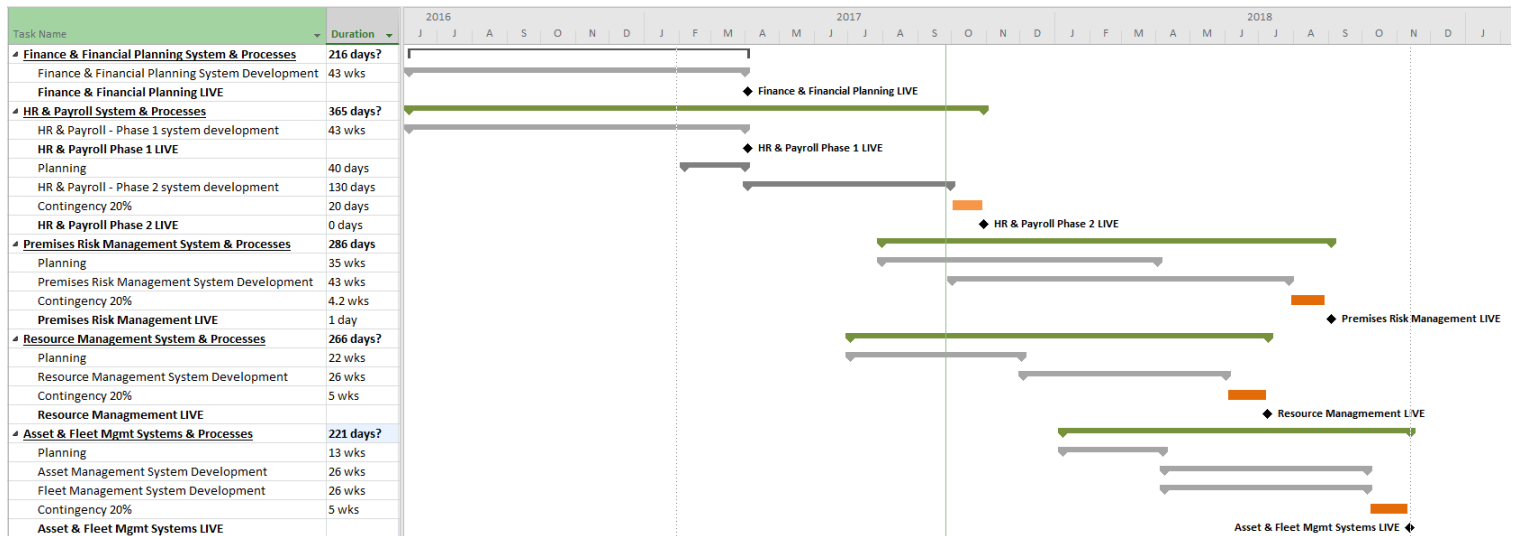 2016 2017 2018
Task Name Duration J J A S O N D J F M A M J J A S O N D J F M A M J J A S O N D J
Finance & Financial Planning System & Processes 216 days?
Finance & Financial Planning System Development 43 wks
Finance & Financial Planning LIVE Finance & Financial Planning LIVE
HR & Payroll System & Processes 365 days?
HR & Payroll - Phase 1 system development 43 wks
HR & Payroll Phase 1 LIVE HR & Payroll Phase 1 LIVE
Planning 40 days
HR & Payroll - Phase 2 system development 130 days
Contingency 20% 20 days
HR & Payroll Phase 2 LIVE 0 days HR & Payroll Phase 2 LIVE
Premises Risk Management System & Processes 286 days
Planning 35 wks
Premises Risk Management System Development 43 wks
Contingency 20% 4.2 wks
Premises Risk Management LIVE 1 day Premises Risk Management LIVE
Resource Management System & Processes 266 days?
Planning 22 wks
Resource Management System Development 26 wks
Contingency 20% 5 wks
Resource Managmement LIVE Resource Managmement LIVE
Asset & Fleet Mgmt Systems & Processes 221 days?
Planning 13 wks
Asset Management System Development 26 wks
Fleet Management System Development 26 wks
Contingency 20% 5 wks
Asset & Fleet Mgmt Systems LIVE Asset & Fleet Mgmt Systems LIVE